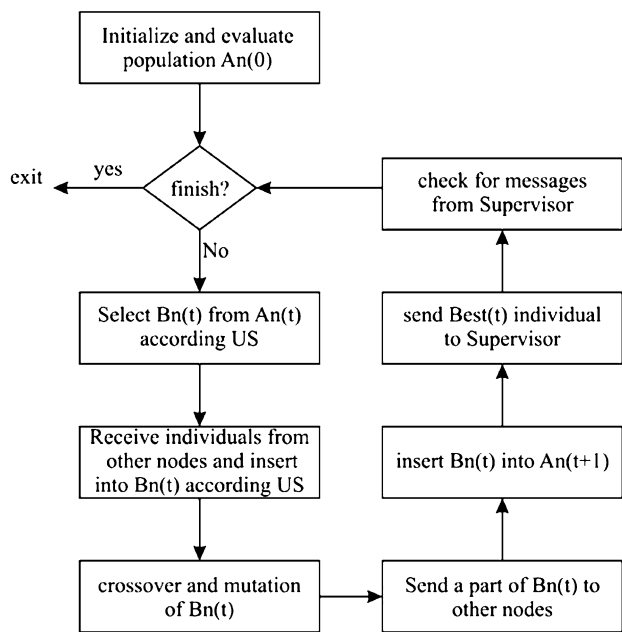 Initialize and evaluate
population An(0)
exit
yes
finish?
No
Select Bn(t) from An(t)
according US
Receive individuals from
other nodes and insert
into Bn(t) according US
crossover and mutation
of Bn(t)
Send a part of Bn(t) to
other nodes
insert Bn(t) into An(t+1)
send Best(t) individual
to Supervisor
check for messages
from Supervisor